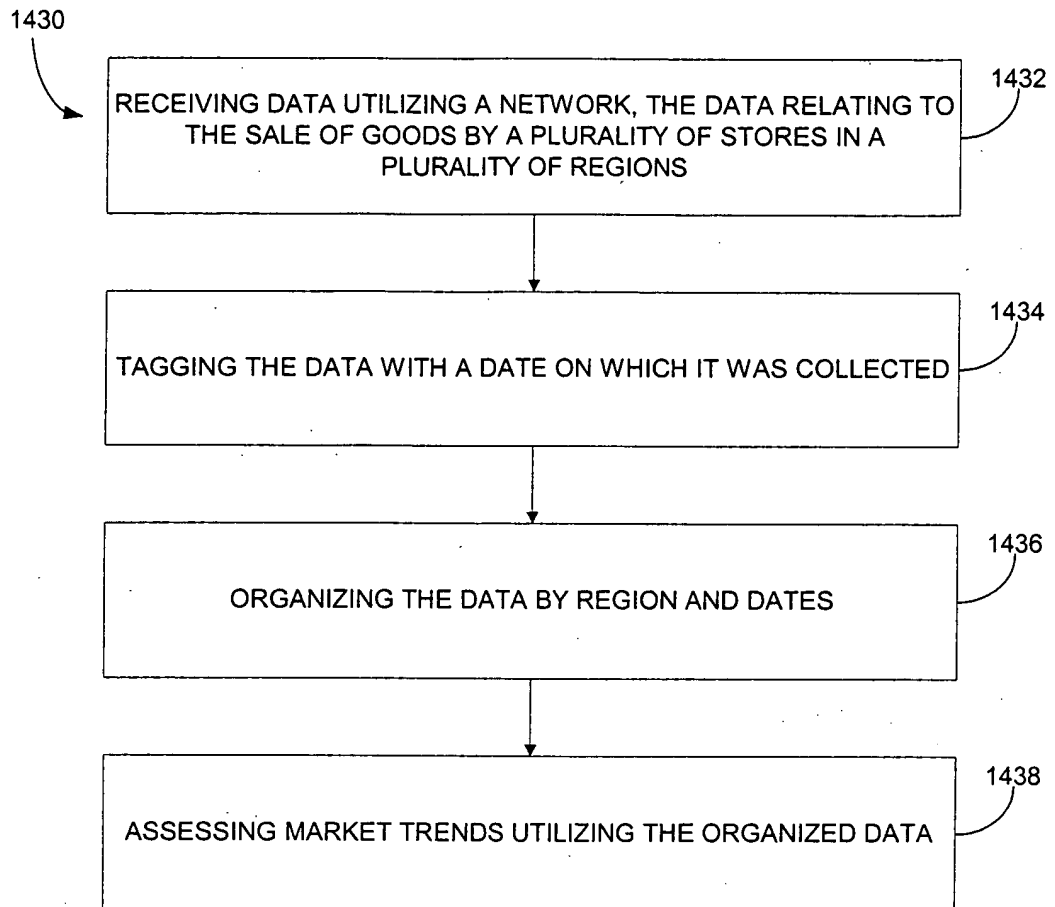 1430
1432
RECEIVING DATA UTILIZING A NETWORK, THE DATA RELATING TO
THE SALE OF GOODS BY A PLURALITY OF STORES IN A
PLURALITY OF REGIONS
1434
TAGGING THE DATA WITH A DATE ON WHICH IT WAS COLLECTED
1436
ORGANIZING THE DATA BY REGION AND DATES
1438
ASSESSING MARKET TRENDS UTILIZING THE ORGANIZED DATA